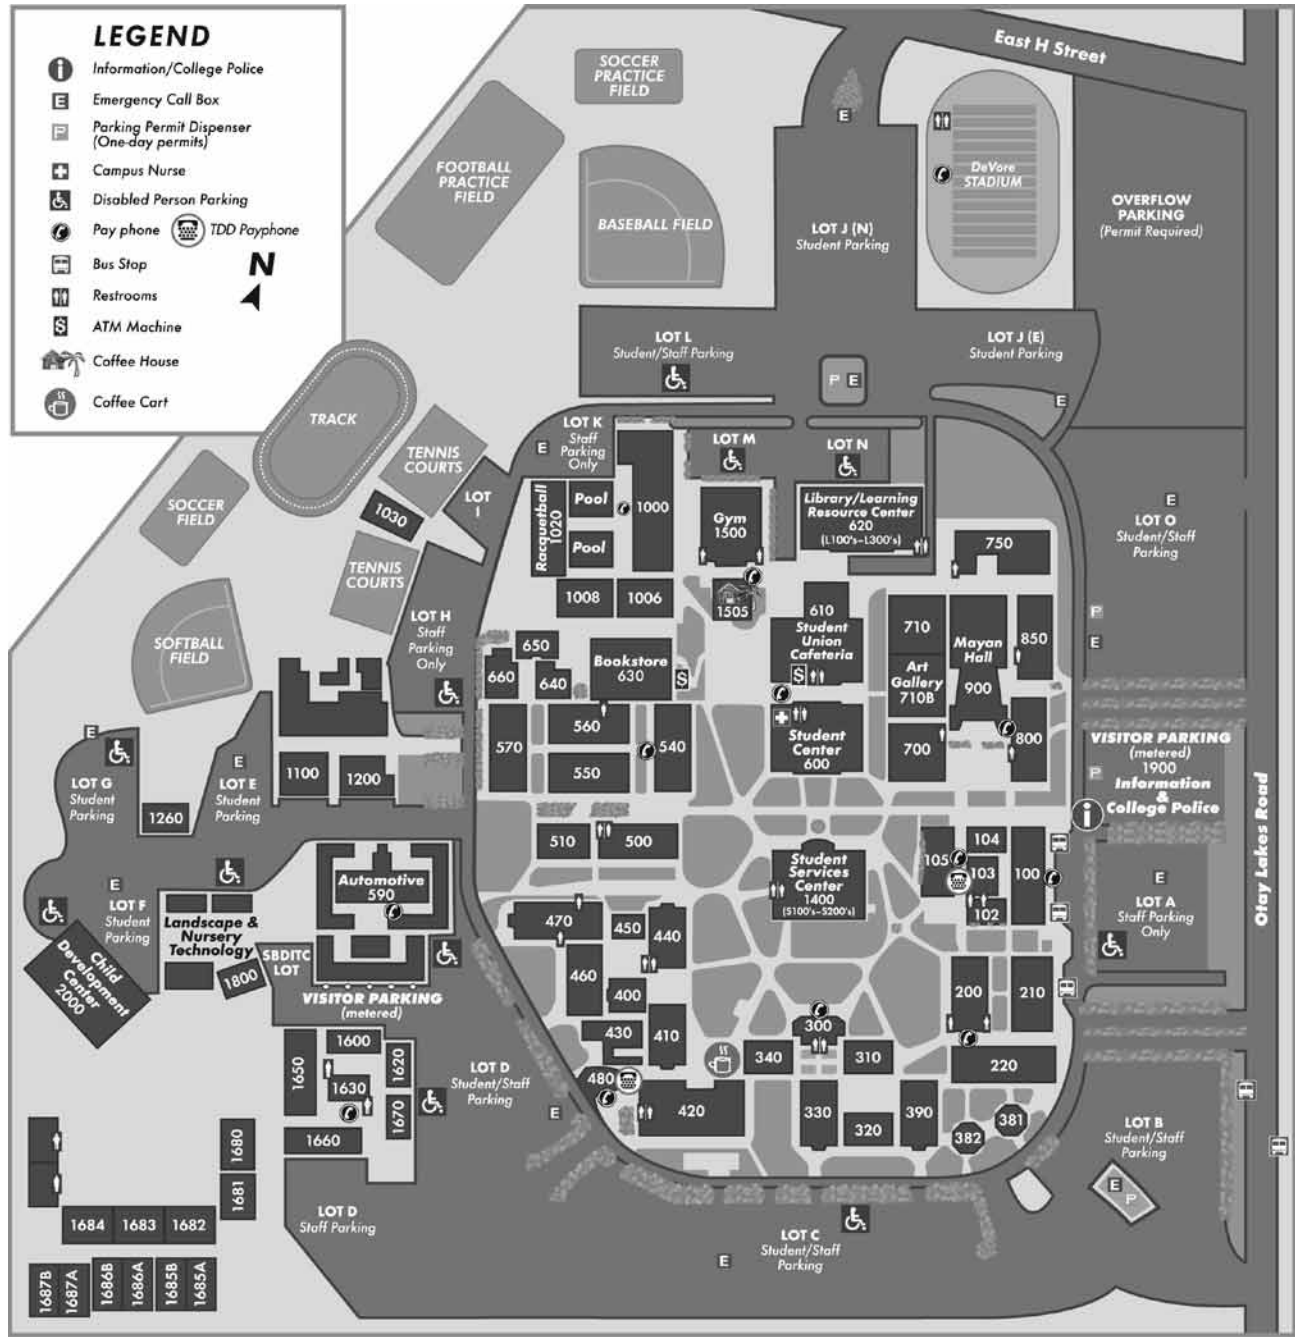 LEGEND
Information/College Police
E
Emergency Call Box
P
Parking Permit Dispenser
(One-day permits)
Campus Nurse
Disabled Person Parking
Pay phone
TDD Payphone
Bus Stop
N
Restrooms
$
ATM Machine
Coffee House
Coffee Cart
East H Street
SOCCER
PRACTICE
FIELD
FOOTBALL
PRACTICE
FIELD
BASEBALL FIELD
E
LOT J (N)
Student Parking
DeVore
STADIUM
OVERFLOW
PARKING
(Permit Required)
LOT L
Student/Staff Parking
LOT J (E)
Student Parking
P E
E
TRACK
TENNIS
COURTS
LOT K
Staff
Parking
Only
E
LOT M
LOT N
LOT
I
SOCCER
FIELD
1030
TENNIS
COURTS
Racquetball
1020
Pool
Pool
1000
Gym
1500
Library/Learning
Resource Center
620
(L100's–L300's)
750
E
LOT O
Student/Staff
Parking
1008
1006
1505
610
Student
Union
Cafeteria
$
710
Art
Gallery
710B
Mayan
Hall
900
850
P
E
LOT H
Staff
Parking
Only
SOFTBALL
FIELD
650
660
640
Bookstore
630
$
570
560
550
540
Student
Center
600
700
800
VISITOR PARKING
(metered)
1900
Information
&
College Police
P
Otay Lakes Road
E
LOT G
Student
Parking
E
LOT E
Student
Parking
1100
1200
1260
510
500
Student
Services
Center
1400
(S100's–S200's)
105
104
103
102
100
E
LOT A
Staff Parking
Only
Automotive
590
E
LOT F
Student
Parking
Landscape &
Nursery
Technology
1800
SBDITC
LOT
Child
Development
Center
2000
VISITOR PARKING
(metered)
470
450
440
460
400
430
410
480
420
200
210
220
300
340
310
330
320
390
381
382
1650
1600
1620
1630
1670
1660
LOT D
Student/Staff
Parking
E
LOT B
Student/Staff
Parking
E
P
1680
1681
1684
1683
1682
1687B
1687A
1686B
1686A
1685B
1685A
LOT D
Staff Parking
LOT C
Student/Staff
Parking
E